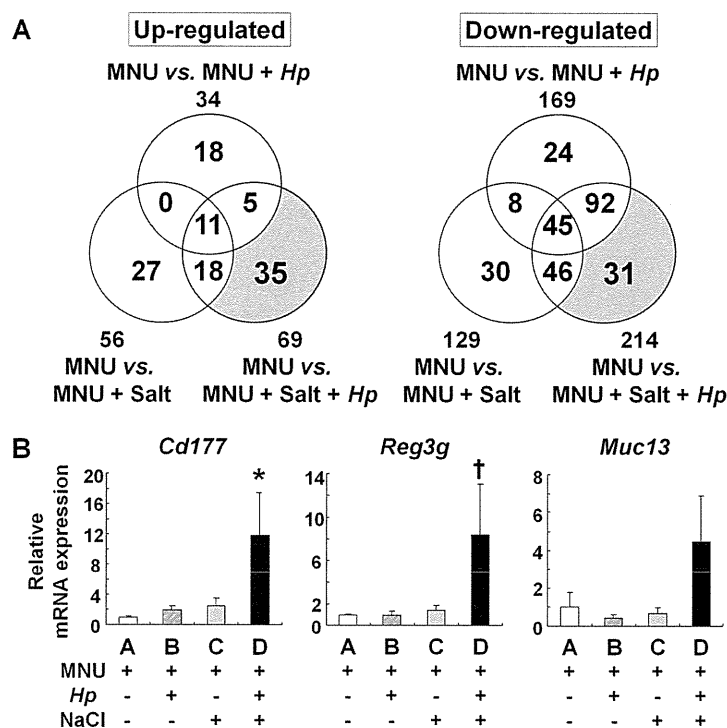 A
Up-regulated
Down-regulated
MNU vs. MNU + Hp
34
18
0
5
11
27
18
35
56
69
MNU vs.
MNU + Salt
MNU vs.
MNU + Salt + Hp
MNU vs. MNU + Hp
169
24
8
92
45
30
46
31
129
214
MNU vs.
MNU + Salt
MNU vs.
MNU + Salt + Hp
B
Cd177
Reg3g
Muc13
Relative
mRNA expression
20
16
12
8
4
0
*
A B C D
14
10
6
2
0
†
A B C D
8
6
4
2
0
A B C D
MNU + + + + + + + + + + + +
Hp - + - + - + - + - + - +
NaCl - - + + - - + + - - + +